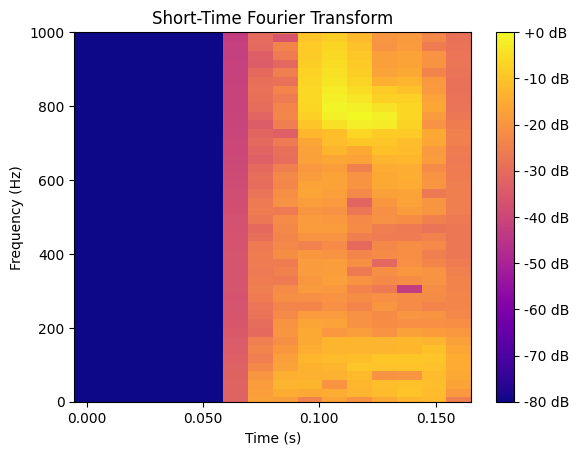 Short-Time Fourier Transform
1000
800
600
400
200
0
Frequency (Hz)
0.000
0.050
0.100
0.150
Time (s)
+0 dB
-10 dB
-20 dB
-30 dB
-40 dB
-50 dB
-60 dB
-70 dB
-80 dB